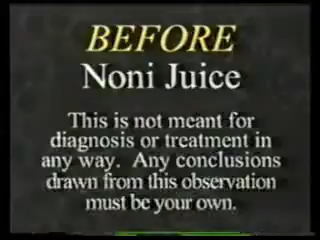 BEFORE
Noni Juice
This is not meant for
diagnosis or treatment in
any way. Any conclusions
drawn from this observation
must be your own.